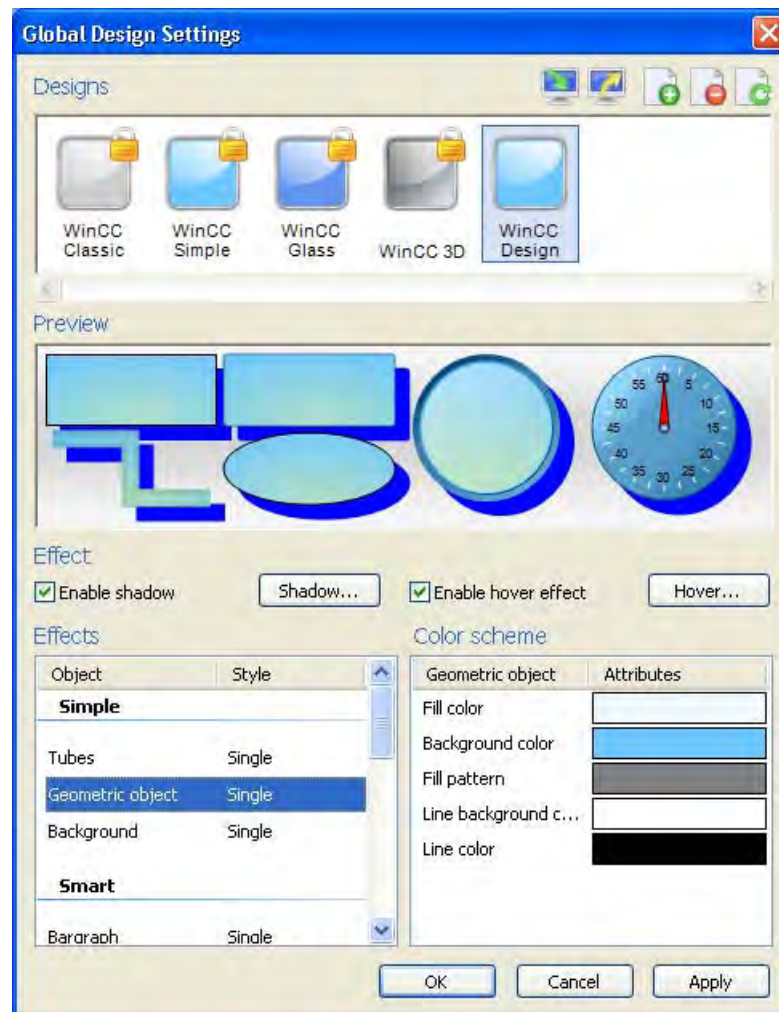 Global Design Settings
Designs
WinCC Classic
WinCC Simple
WinCC Glass
WinCC 3D
WinCC Design
Preview
55 60 5
50 10
45 15
40 20
35 30 25
Effect
Enable shadow Shadow... Enable hover effect Hover...
Effects Color scheme
Object Style Geometric object Attributes
Simple
Fill color
Tubes Single
Background color
Geometric object Single
Fill pattern
Background Single
Line background c...
Line color
Smart
Bargraph Single
OK Cancel Apply